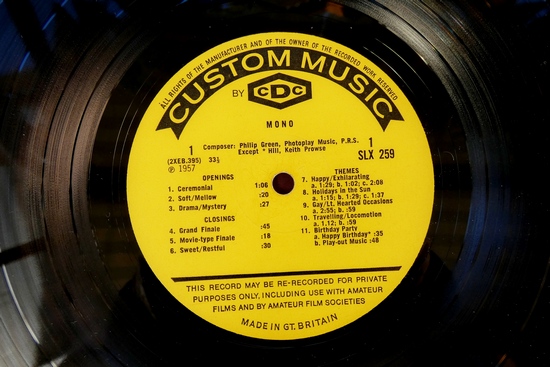 ALL RIGHTS OF THE MANUFACTURER AND OF THE OWNER OF THE RECORDED WORK RESERVED
CUSTOM MUSIC
BY CDC
MONO
1
(2XEB.395) 33⅓
℗ 1957
Composer: Philip Green, Photoplay Music, P.R.S.
Except * Hill, Keith Prowse
1
SLX 259
OPENINGS
1. Ceremonial 1:06
2. Soft/Mellow :20
3. Drama/Mystery :27
CLOSINGS
4. Grand Finale :45
5. Movie-type Finale :18
6. Sweet/Restful :30
THEMES
7. Happy/Exhilarating
a. 1:29; b. 1:02; c. 2:08
8. Holidays in the Sun
a. 1:15; b. 1:29; c. 1:37
9. Gay/Lt. Hearted Occasions
a. 2:55; b. :59
10. Travelling/Locomotion
a. 1.12; b. :59
11. Birthday Party
a. Happy Birthday* :35
b. Play-out Music :48
THIS RECORD MAY BE RE-RECORDED FOR PRIVATE
PURPOSES ONLY, INCLUDING USE WITH AMATEUR
FILMS AND BY AMATEUR FILM SOCIETIES
MADE IN GT. BRITAIN